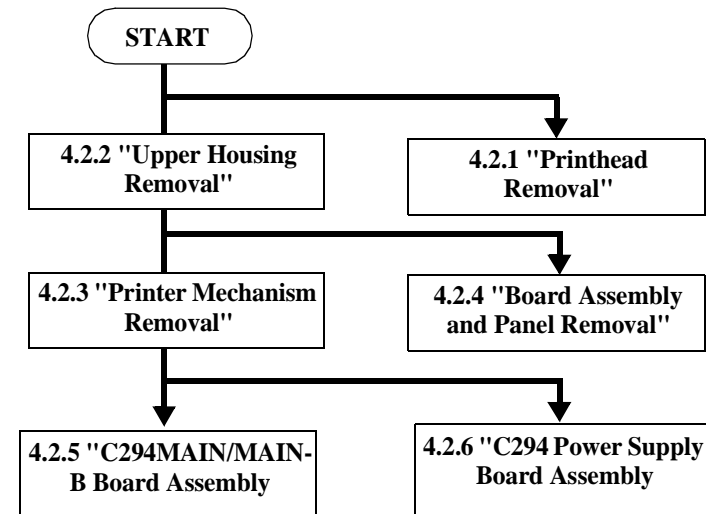 START
4.2.2 "Upper Housing
Removal"
4.2.1 "Printhead
Removal"
4.2.3 "Printer Mechanism
Removal"
4.2.4 "Board Assembly
and Panel Removal"
4.2.5 "C294MAIN/MAIN-
B Board Assembly
4.2.6 "C294 Power Supply
Board Assembly